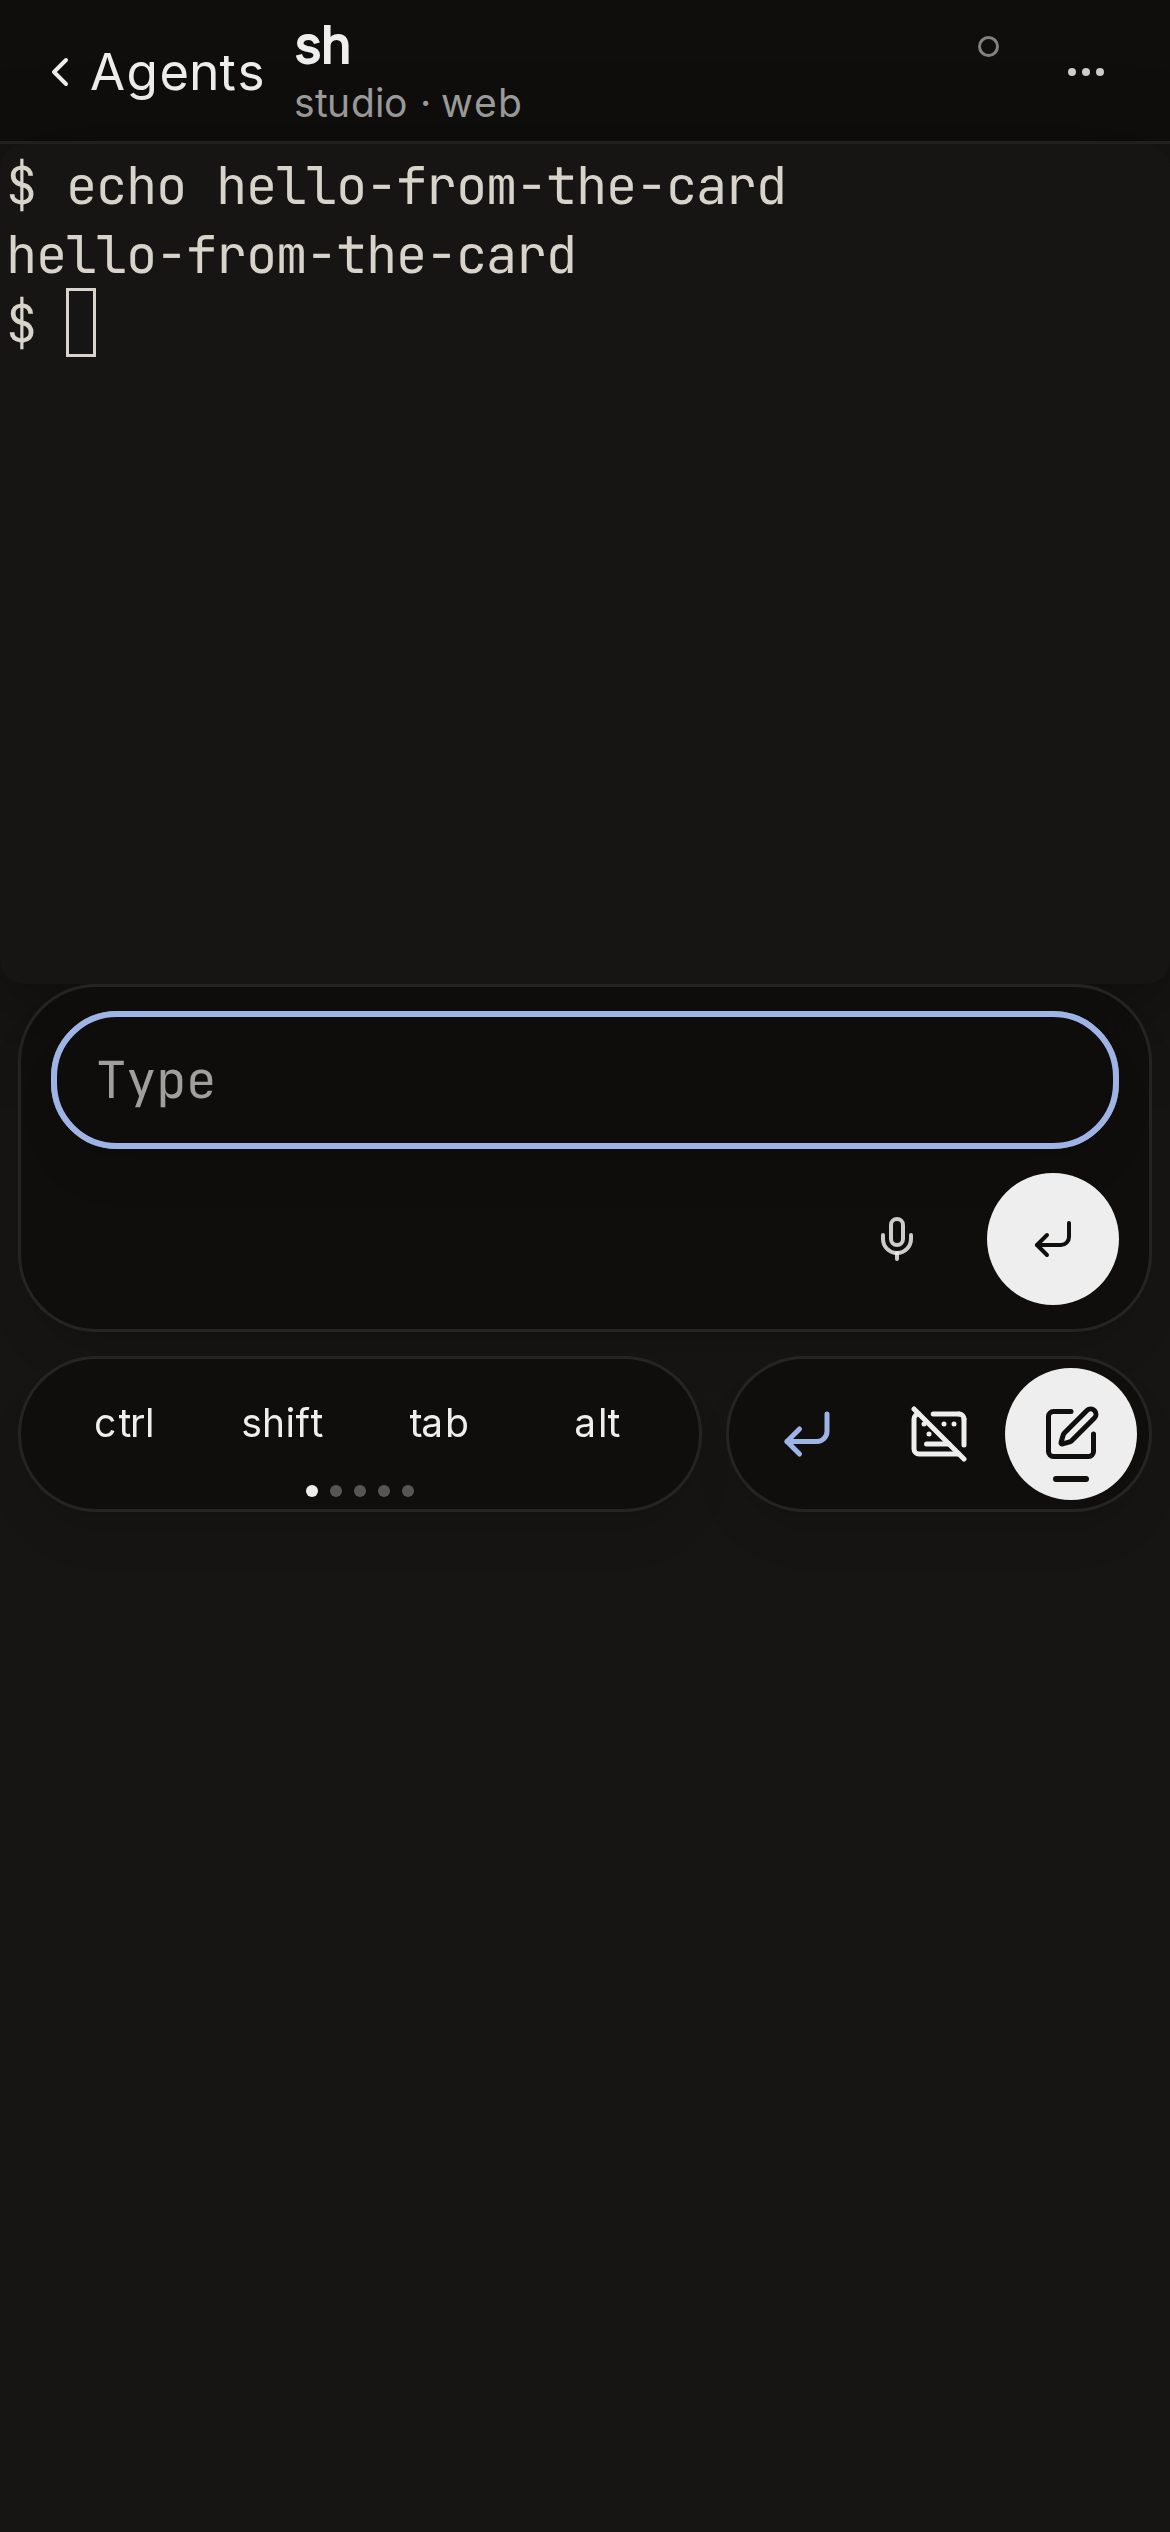 Agents
sh
studio · web
$ echo hello-from-the-card
hello-from-the-card
$
Type
ctrl shift tab alt